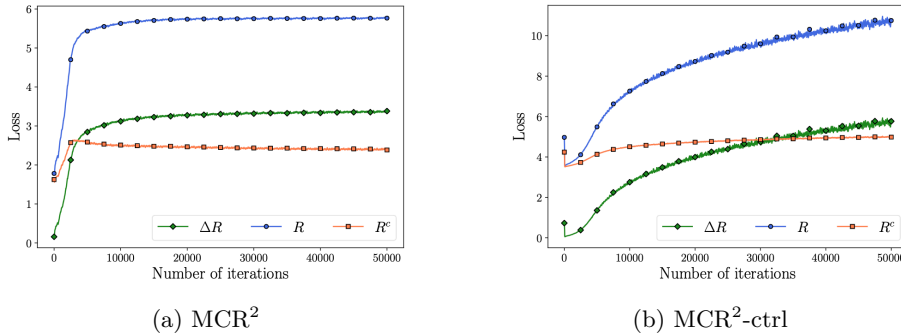 6
5
4
3
2
1
0
Loss
ΔR R R^c
0 10000 20000 30000 40000 50000
Number of iterations
(a) MCR²
10
8
6
4
2
0
Loss
ΔR R R^c
0 10000 20000 30000 40000 50000
Number of iterations
(b) MCR²-ctrl